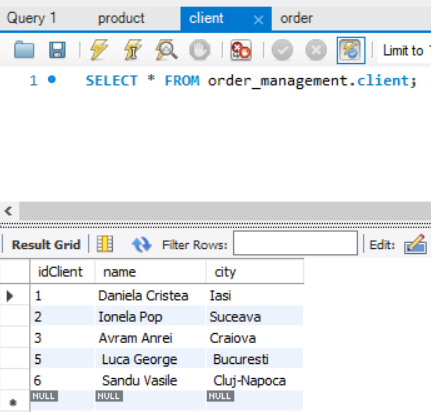 Query 1 product client × order
Limit to 1
1 SELECT * FROM order_management.client;
Result Grid Filter Rows: Edit:
idClient name city
1 Daniela Cristea Iasi
2 Ionela Pop Suceava
3 Avram Anrei Craiova
5 Luca George Bucuresti
6 Sandu Vasile Cluj-Napoca
NULL NULL NULL